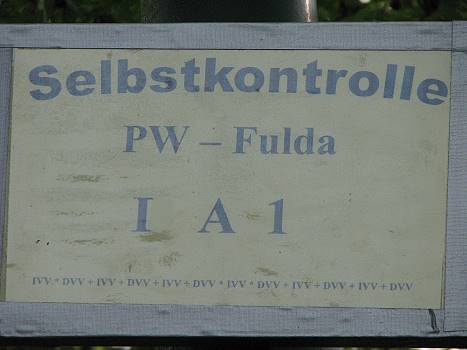 Selbstkontrolle
PW – Fulda
I A 1
IVV * DVV + IVV + DVV + IVV + DVV * IVV * DVV + IVV + DVV + IVV + DVV